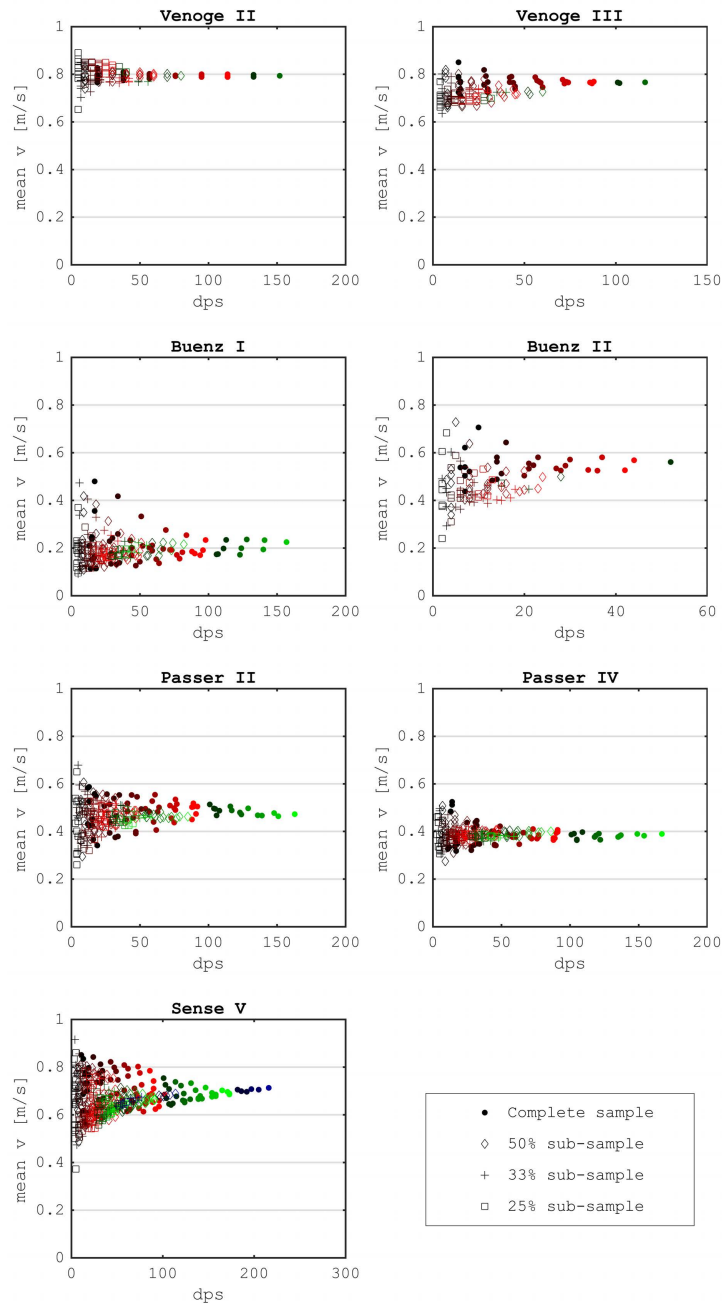 Venoge II
Venoge III
1
0.8
0.6
0.4
0.2
0
mean v [m/s]
0 50 100 150 200
dps
1
0.8
0.6
0.4
0.2
0
mean v [m/s]
0 50 100 150
dps
Buenz I
Buenz II
1
0.8
0.6
0.4
0.2
0
mean v [m/s]
0 50 100 150 200
dps
1
0.8
0.6
0.4
0.2
0
mean v [m/s]
0 20 40 60
dps
Passer II
Passer IV
1
0.8
0.6
0.4
0.2
0
mean v [m/s]
0 50 100 150 200
dps
1
0.8
0.6
0.4
0.2
0
mean v [m/s]
0 50 100 150 200
dps
Sense V
1
0.8
0.6
0.4
0.2
0
mean v [m/s]
0 100 200 300
dps
Complete sample
50% sub-sample
33% sub-sample
25% sub-sample